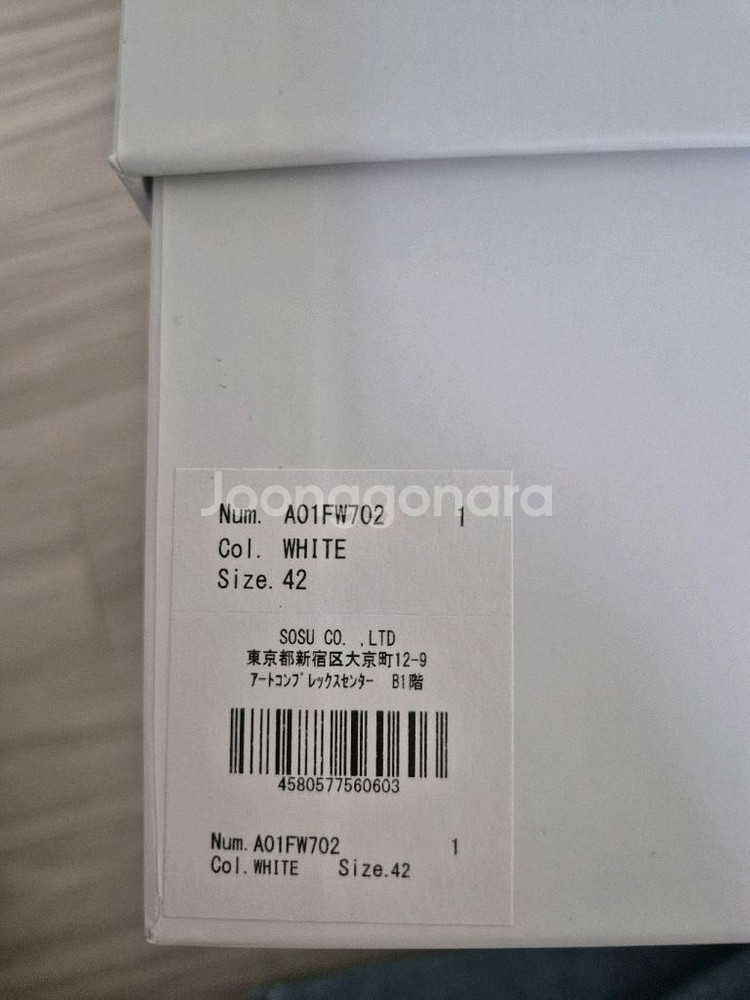 Joonggonara
Num. A01FW702 1
Col. WHITE
Size. 42
SOSU CO. ,LTD
東京都新宿区大京町12-9
ｱｰﾄｺﾝﾌﾟﾚｯｸｽｾﾝﾀｰ B1階
4580577560603
Num. A01FW702 1
Col. WHITE Size. 42